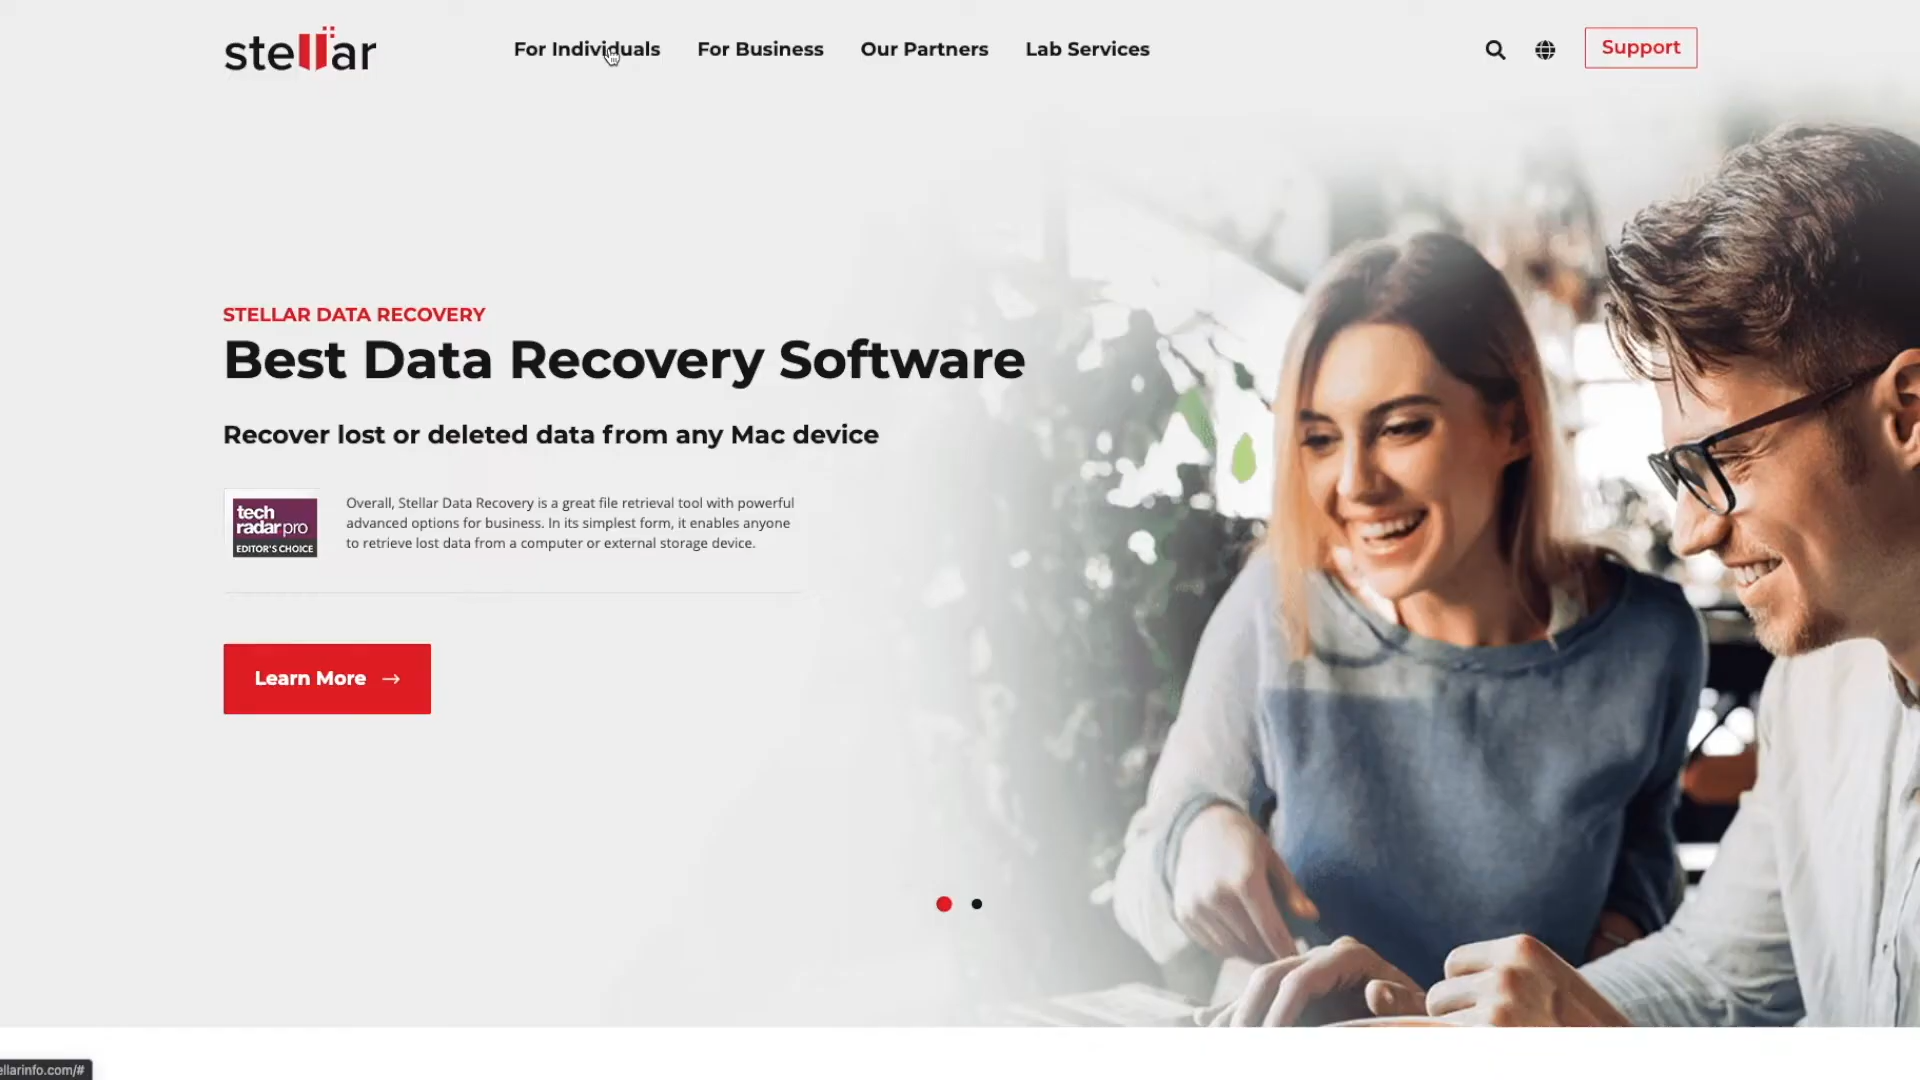 stellar
For Individuals
For Business
Our Partners
Lab Services
Support
STELLAR DATA RECOVERY
Best Data Recovery Software
Recover lost or deleted data from any Mac device
tech
radar pro
EDITOR'S CHOICE
Overall, Stellar Data Recovery is a great file retrieval tool with powerful
advanced options for business. In its simplest form, it enables anyone
to retrieve lost data from a computer or external storage device.
Learn More →
ellarinfo.com/#